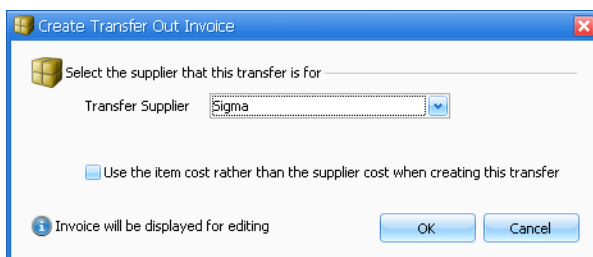 Create Transfer Out Invoice
Select the supplier that this transfer is for
Transfer Supplier Sigma
Use the item cost rather than the supplier cost when creating this transfer
Invoice will be displayed for editing OK Cancel